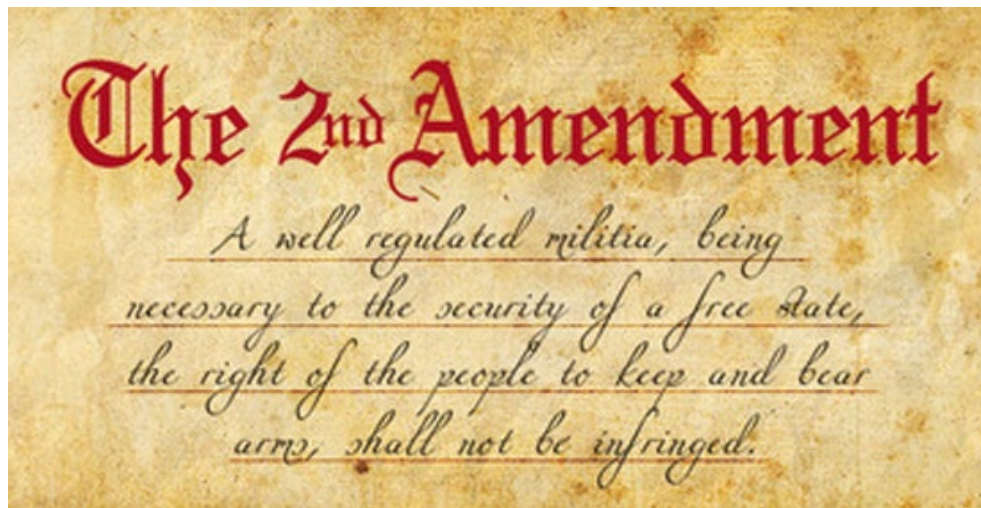 The 2nd Amendment
A well regulated militia, being
necessary to the security of a free state,
the right of the people to keep and bear
arms, shall not be infringed.